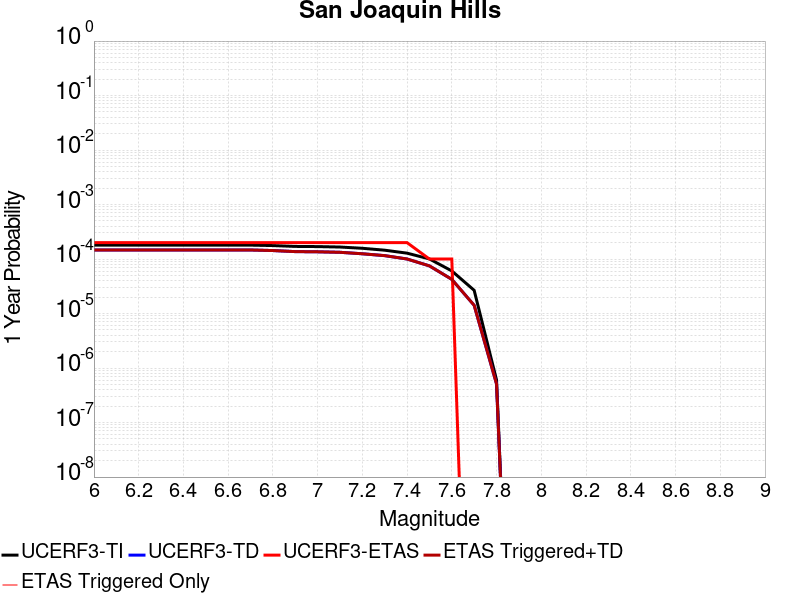 San Joaquin Hills
10^0
10^-1
10^-2
10^-3
10^-4
10^-5
10^-6
10^-7
10^-8
1 Year Probability
6 6.2 6.4 6.6 6.8 7 7.2 7.4 7.6 7.8 8 8.2 8.4 8.6 8.8 9
Magnitude
UCERF3-TI UCERF3-TD UCERF3-ETAS ETAS Triggered+TD
ETAS Triggered Only